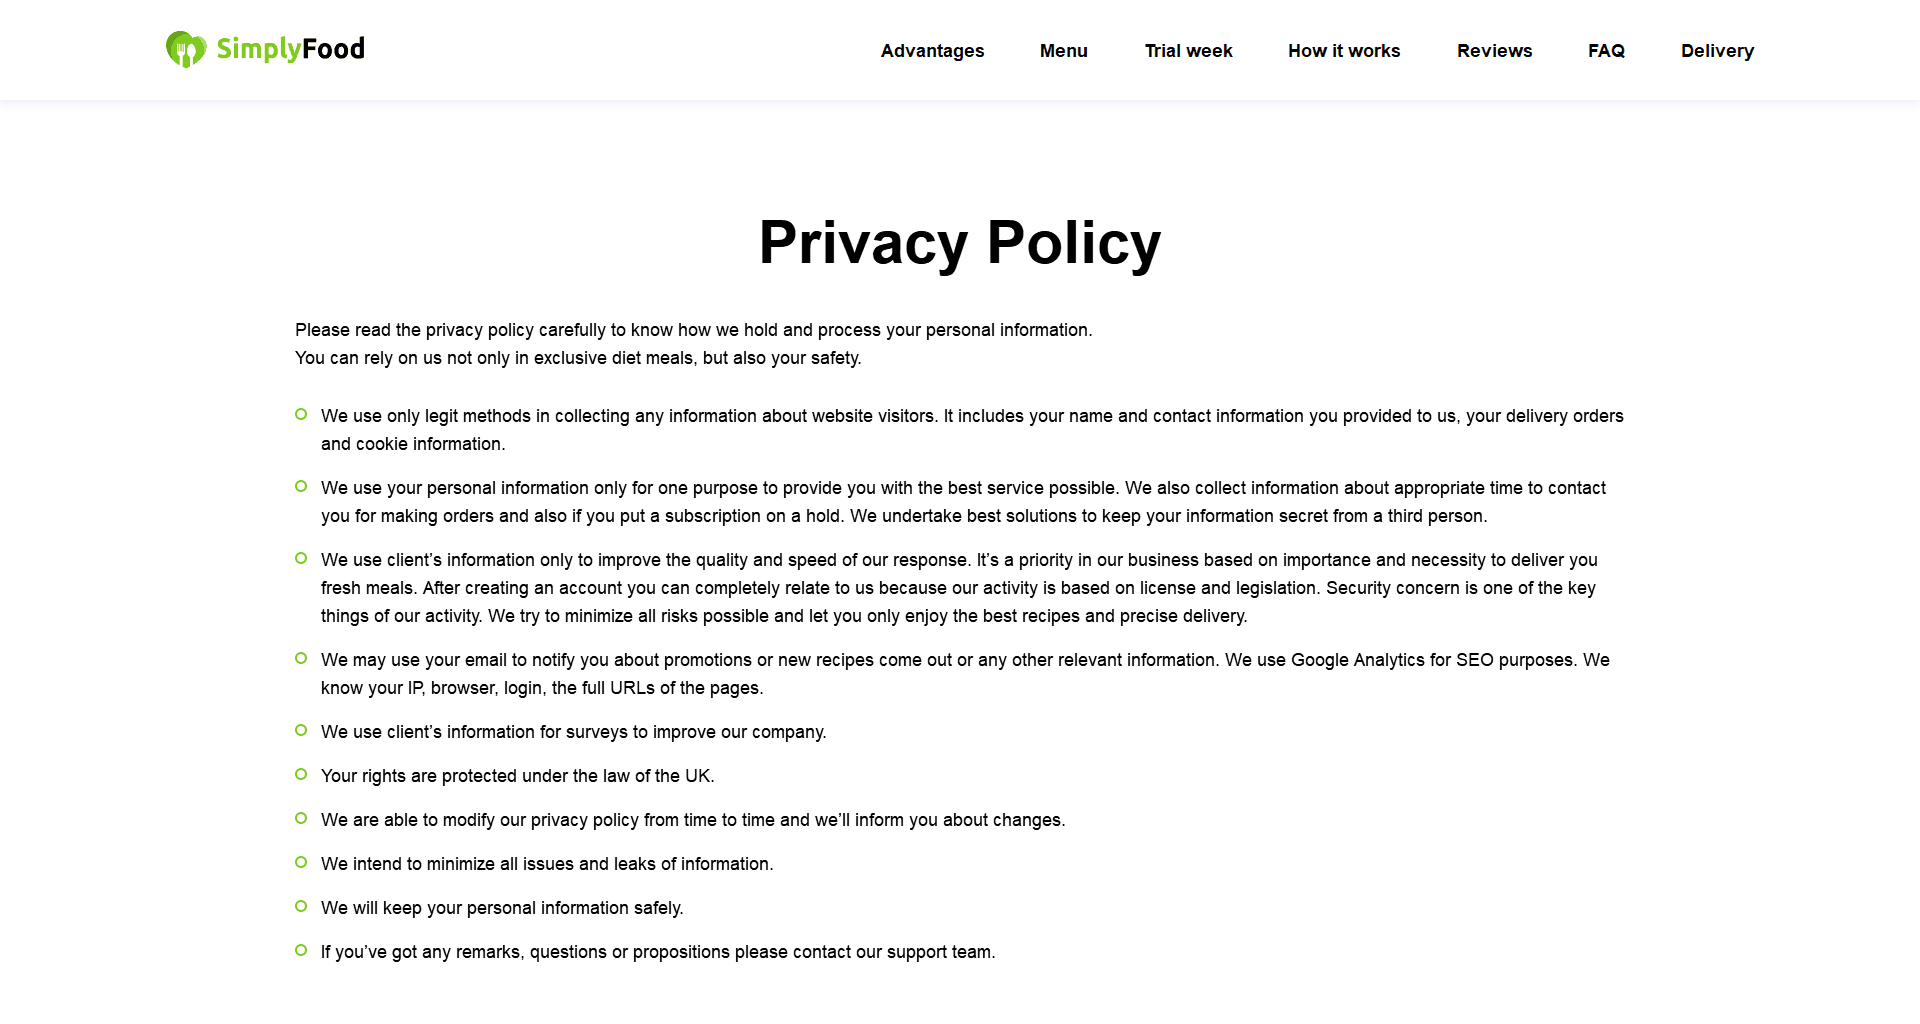 SimplyFood
Advantages
Menu
Trial week
How it works
Reviews
FAQ
Delivery
Privacy Policy
Please read the privacy policy carefully to know how we hold and process your personal information.
You can rely on us not only in exclusive diet meals, but also your safety.
We use only legit methods in collecting any information about website visitors. It includes your name and contact information you provided to us, your delivery orders
and cookie information.
We use your personal information only for one purpose to provide you with the best service possible. We also collect information about appropriate time to contact
you for making orders and also if you put a subscription on a hold. We undertake best solutions to keep your information secret from a third person.
We use client’s information only to improve the quality and speed of our response. It’s a priority in our business based on importance and necessity to deliver you
fresh meals. After creating an account you can completely relate to us because our activity is based on license and legislation. Security concern is one of the key
things of our activity. We try to minimize all risks possible and let you only enjoy the best recipes and precise delivery.
We may use your email to notify you about promotions or new recipes come out or any other relevant information. We use Google Analytics for SEO purposes. We
know your IP, browser, login, the full URLs of the pages.
We use client’s information for surveys to improve our company.
Your rights are protected under the law of the UK.
We are able to modify our privacy policy from time to time and we’ll inform you about changes.
We intend to minimize all issues and leaks of information.
We will keep your personal information safely.
If you’ve got any remarks, questions or propositions please contact our support team.